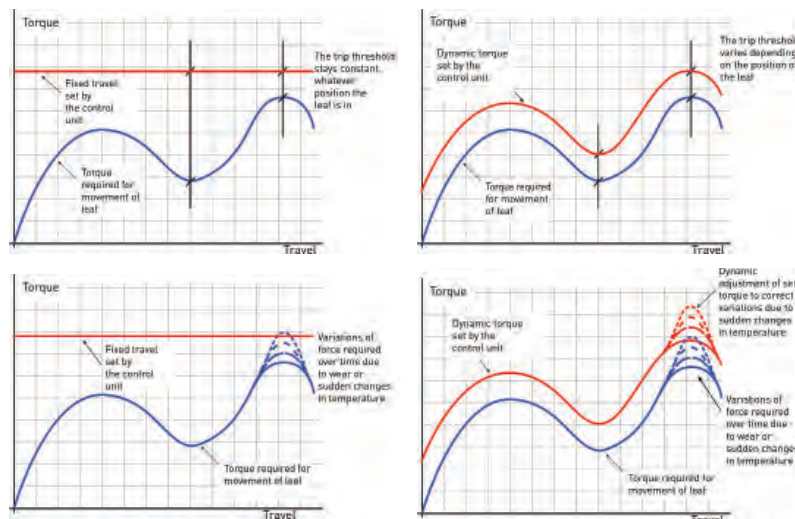 Torque
Fixed travel
set by
the control
unit
The trip threshold
stays constant
whatever
position the
leaf is in
Torque
required for
movement of
leaf
Travel
Torque
Dynamic torque
set by the
control unit
The trip threshold
varies depending
on the position of
the leaf
Torque required
for movement
of leaf
Travel
Torque
Fixed travel
set by
the control
unit
Variations of
force required
over time due
to wear or
sudden changes
in temperature
Torque required for
movement of leaf
Travel
Torque
Dynamic torque
set by the
control unit
Dynamic
adjustment of set
torque to correct
variations due to
sudden changes
in temperature
Variations of
force required
over time due
to wear or
sudden changes
in temperature
Torque required for
movement of leaf
Travel